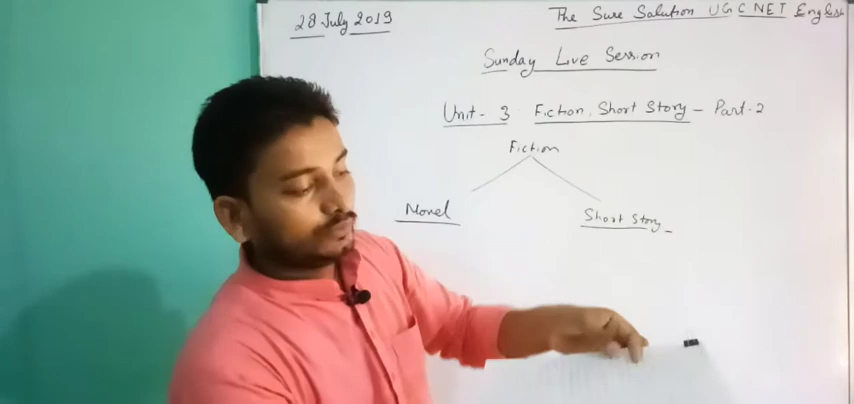 28 July 2019
The Sure Salution UGC NET English
Sunday Live Session
Unit - 3 Fiction, Short Story - Part-2
Fiction
Novel
Short Story -